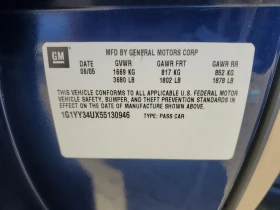 GM
MFD BY GENERAL MOTORS CORP
DATE GVWR GAWR FRT GAWR RR
06/05 1669 KG 817 KG 852 KG
3680 LB 1802 LB 1878 LB
THIS VEHICLE CONFORMS TO ALL APPLICABLE U.S. FEDERAL MOTOR
VEHICLE SAFETY, BUMPER, AND THEFT PREVENTION STANDARDS IN
EFFECT ON THE DATE OF MANUFACTURE SHOWN ABOVE.
1G1YY34UX55130946 TYPE: PASS CAR